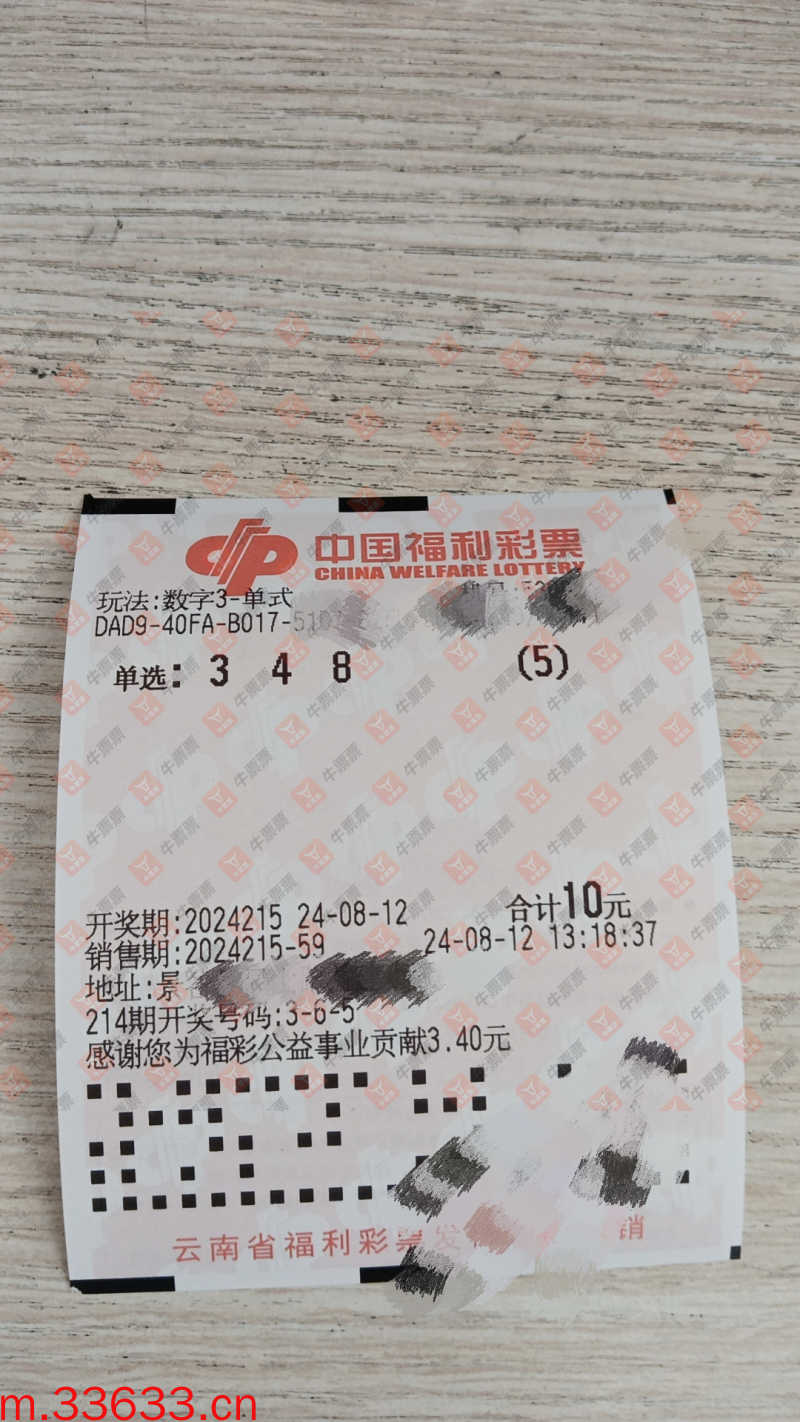 中国福利彩票
CHINA WELFARE LOTTERY
玩法:数字3-单式
DAD9-40FA-B017-
单选: 3 4 8 (5)
开奖期:2024215 24-08-12 合计10元
销售期:2024215-59 24-08-12 13:18:37
地址:景
214期开奖号码:3-6-5
感谢您为福彩公益事业贡献3.40元
云南省福利彩票发 销
牛票票
m.33633.cn